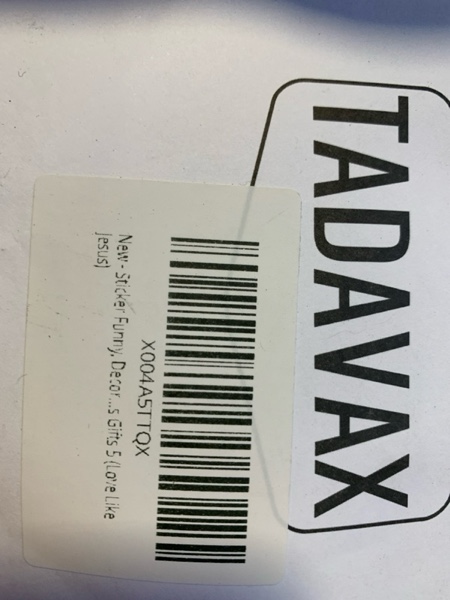 TADAVAX
X004A5TTQX
New - Sticker Funny, Decor...s Gifts 5 (Love Like
Jesus)